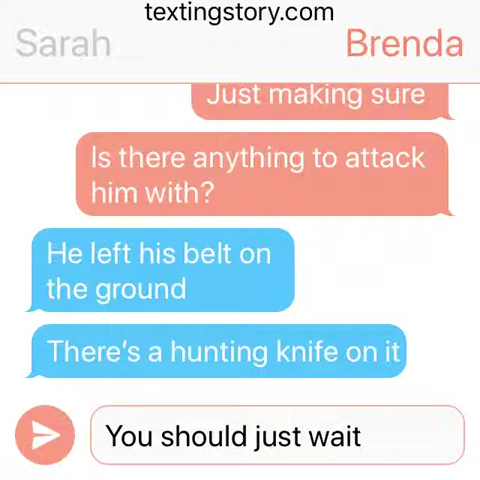 textingstory.com
Sarah
Brenda
Just making sure
Is there anything to attack
him with?
He left his belt on
the ground
There's a hunting knife on it
You should just wait